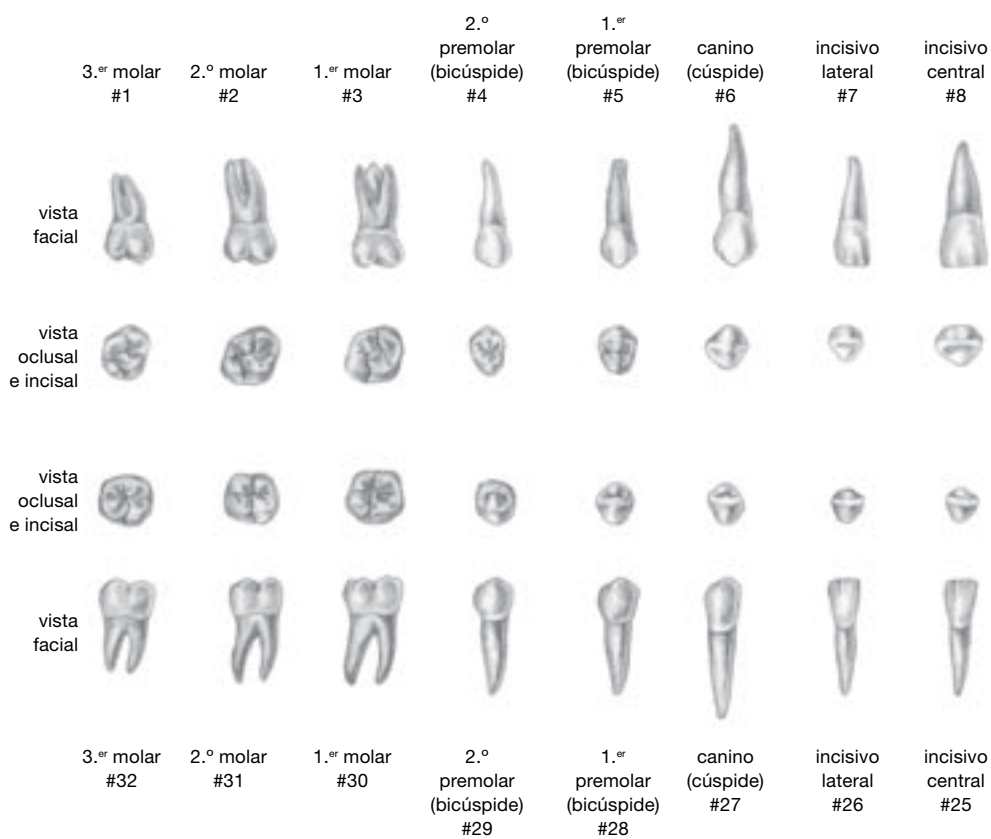 3.er molar
#1
2.º molar
#2
1.er molar
#3
2.º
premolar
(bicúspide)
#4
1.er
premolar
(bicúspide)
#5
canino
(cúspide)
#6
incisivo
lateral
#7
incisivo
central
#8
vista
facial
vista
oclusal
e incisal
vista
oclusal
e incisal
vista
facial
3.er molar
#32
2.º molar
#31
1.er molar
#30
2.º
premolar
(bicúspide)
#29
1.er
premolar
(bicúspide)
#28
canino
(cúspide)
#27
incisivo
lateral
#26
incisivo
central
#25